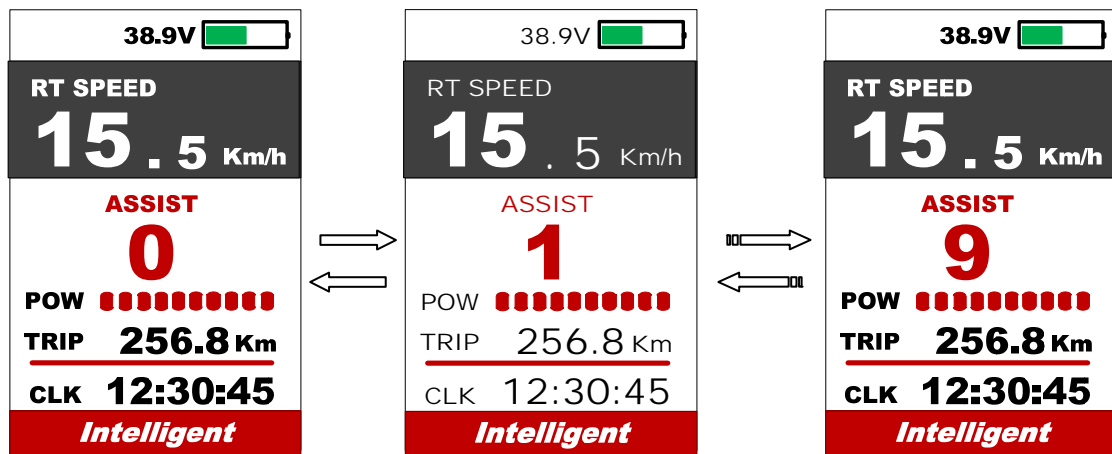 38.9V
RT SPEED
15.5 Km/h
ASSIST
0
POW
TRIP 256.8 Km
CLK 12:30:45
Intelligent
38.9V
RT SPEED
15.5 Km/h
ASSIST
1
POW
TRIP 256.8 Km
CLK 12:30:45
Intelligent
38.9V
RT SPEED
15.5 Km/h
ASSIST
9
POW
TRIP 256.8 Km
CLK 12:30:45
Intelligent